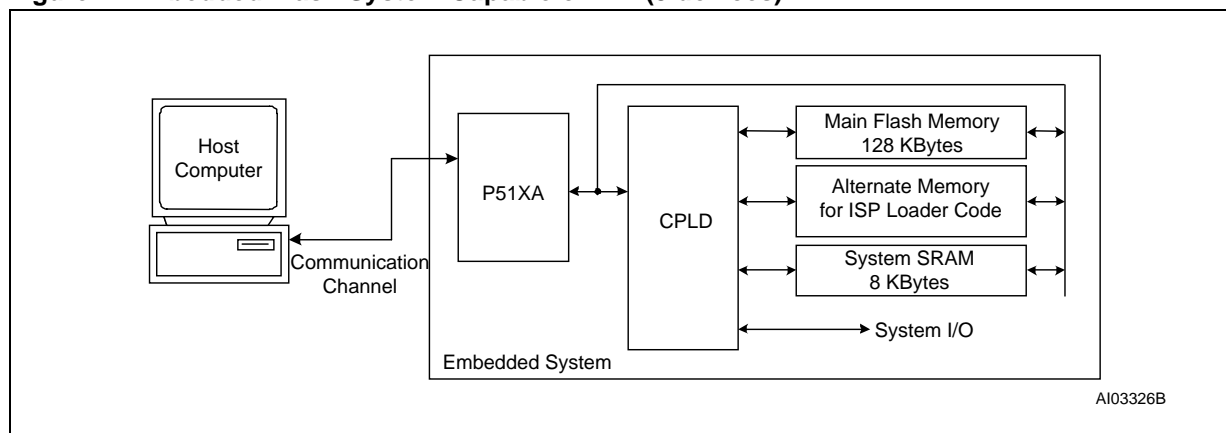 Host
Computer
Communication
Channel
P51XA
CPLD
Main Flash Memory
128 KBytes
Alternate Memory
for ISP Loader Code
System SRAM
8 KBytes
System I/O
Embedded System
AI03326B